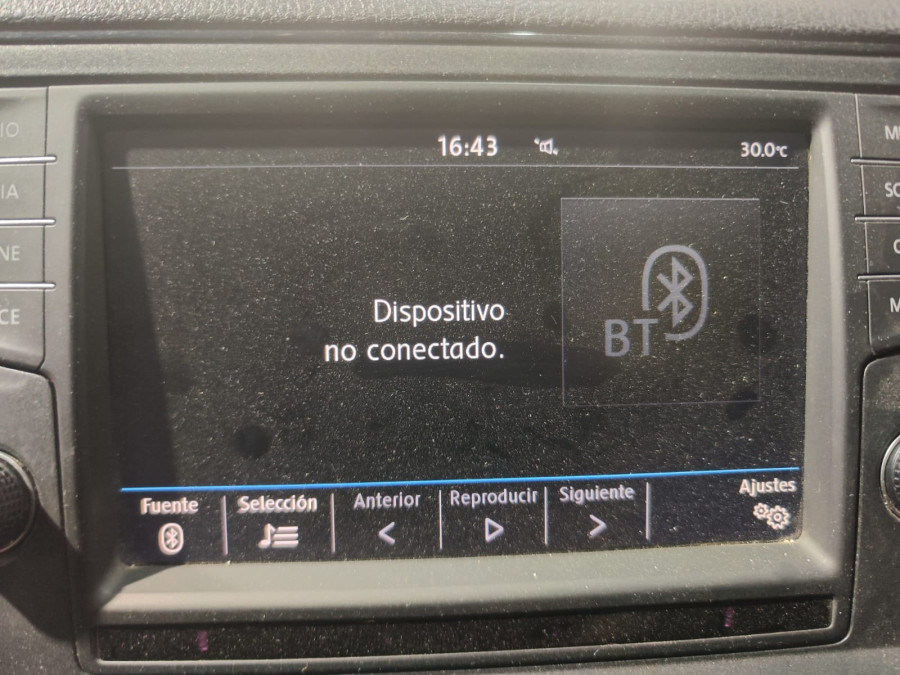 16:43
30.0°C
Dispositivo
no conectado.
BT
Fuente
Selección
Anterior
Reproducir
Siguiente
Ajustes